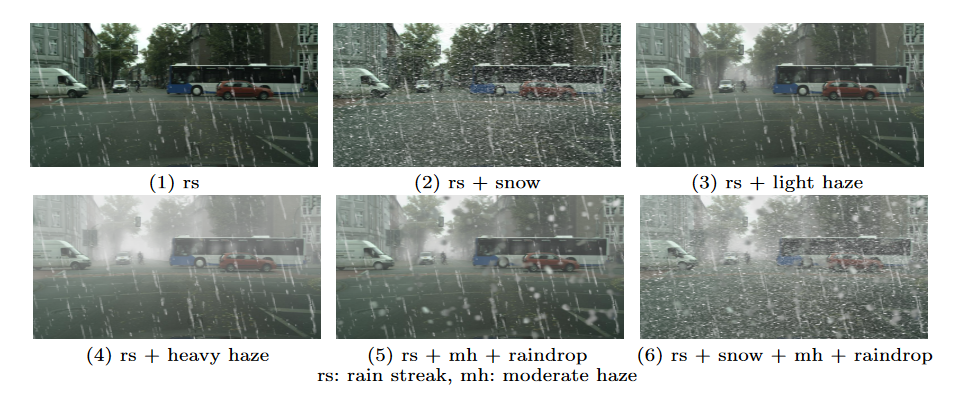 (1) rs
(2) rs + snow
(3) rs + light haze
(4) rs + heavy haze
(5) rs + mh + raindrop
(6) rs + snow + mh + raindrop
rs: rain streak, mh: moderate haze